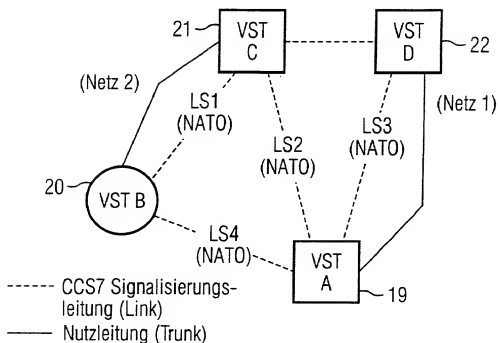 21
VST
C
VST
D
22
(Netz 2)
(Netz 1)
LS1
(NATO)
LS2
(NATO)
LS3
(NATO)
20
VST B
LS4
(NATO)
VST
A
19
CCS7 Signalisierungs-
leitung (Link)
Nutzleitung (Trunk)